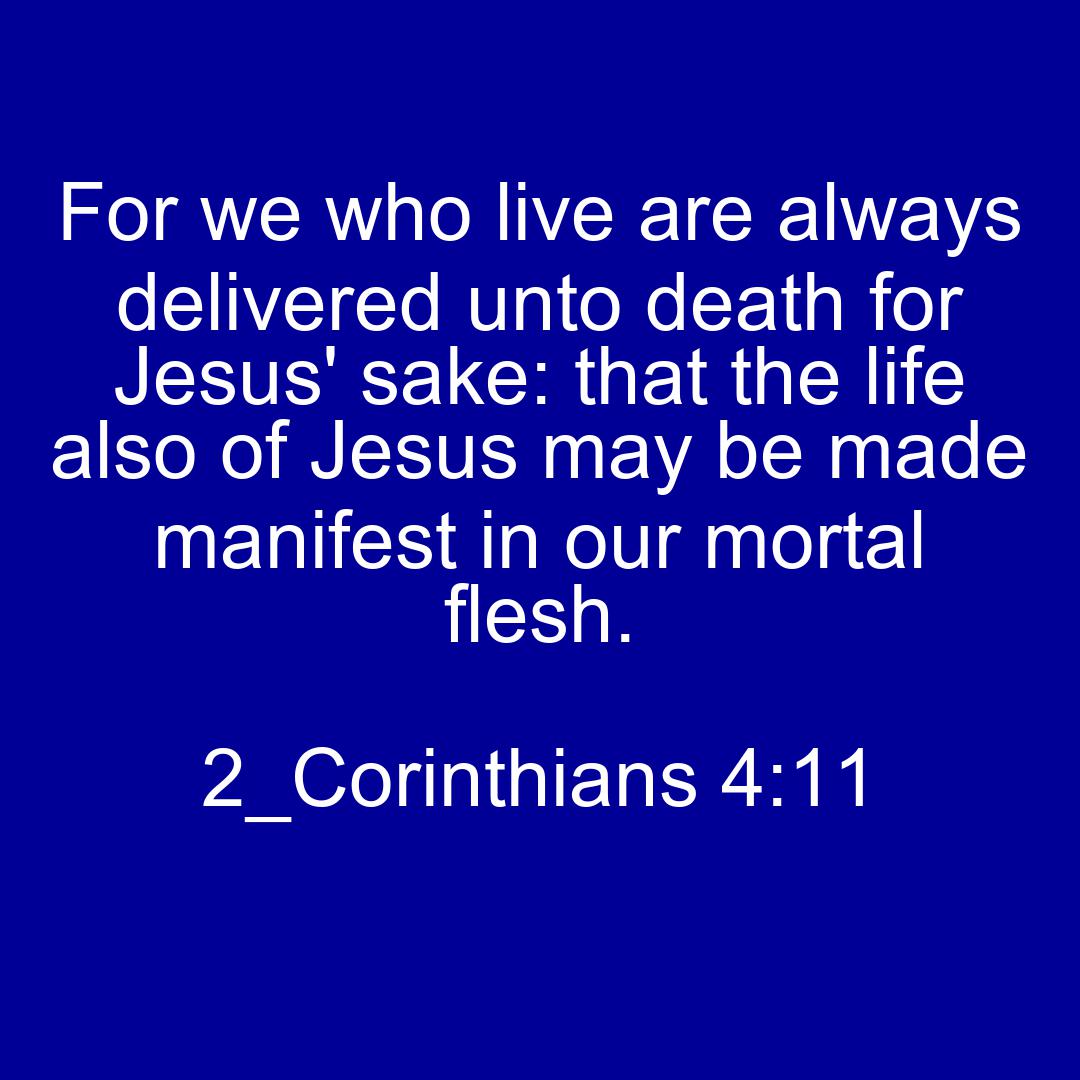 For we who live are always
delivered unto death for
Jesus' sake: that the life
also of Jesus may be made
manifest in our mortal
flesh.
2_Corinthians 4:11